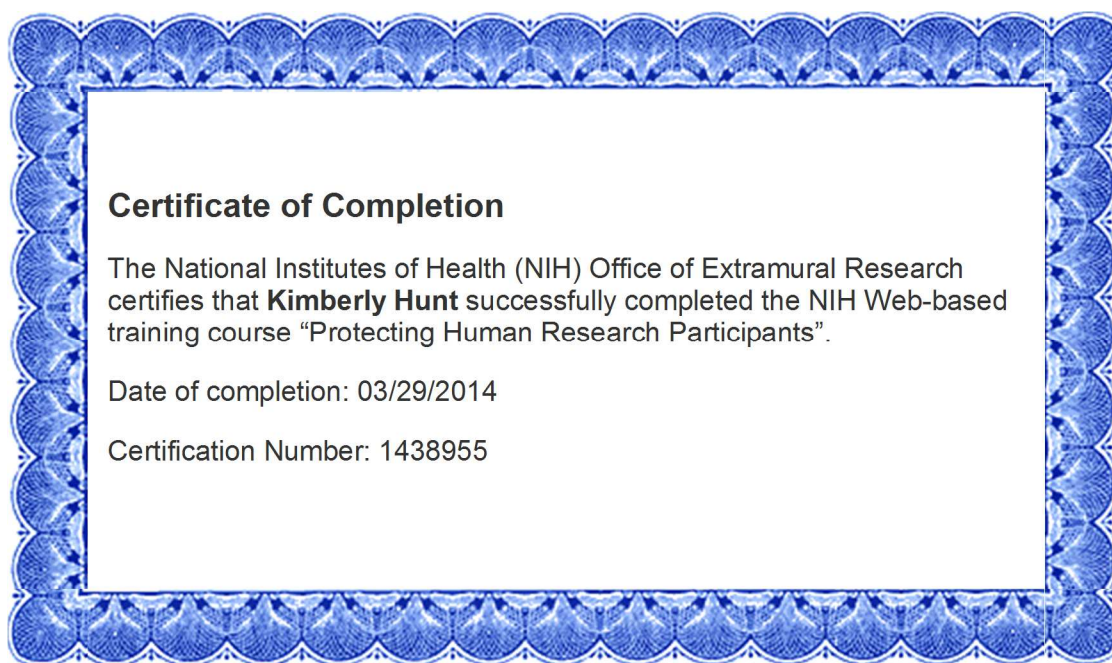 Certificate of Completion
The National Institutes of Health (NIH) Office of Extramural Research
certifies that Kimberly Hunt successfully completed the NIH Web-based
training course “Protecting Human Research Participants”.
Date of completion: 03/29/2014
Certification Number: 1438955